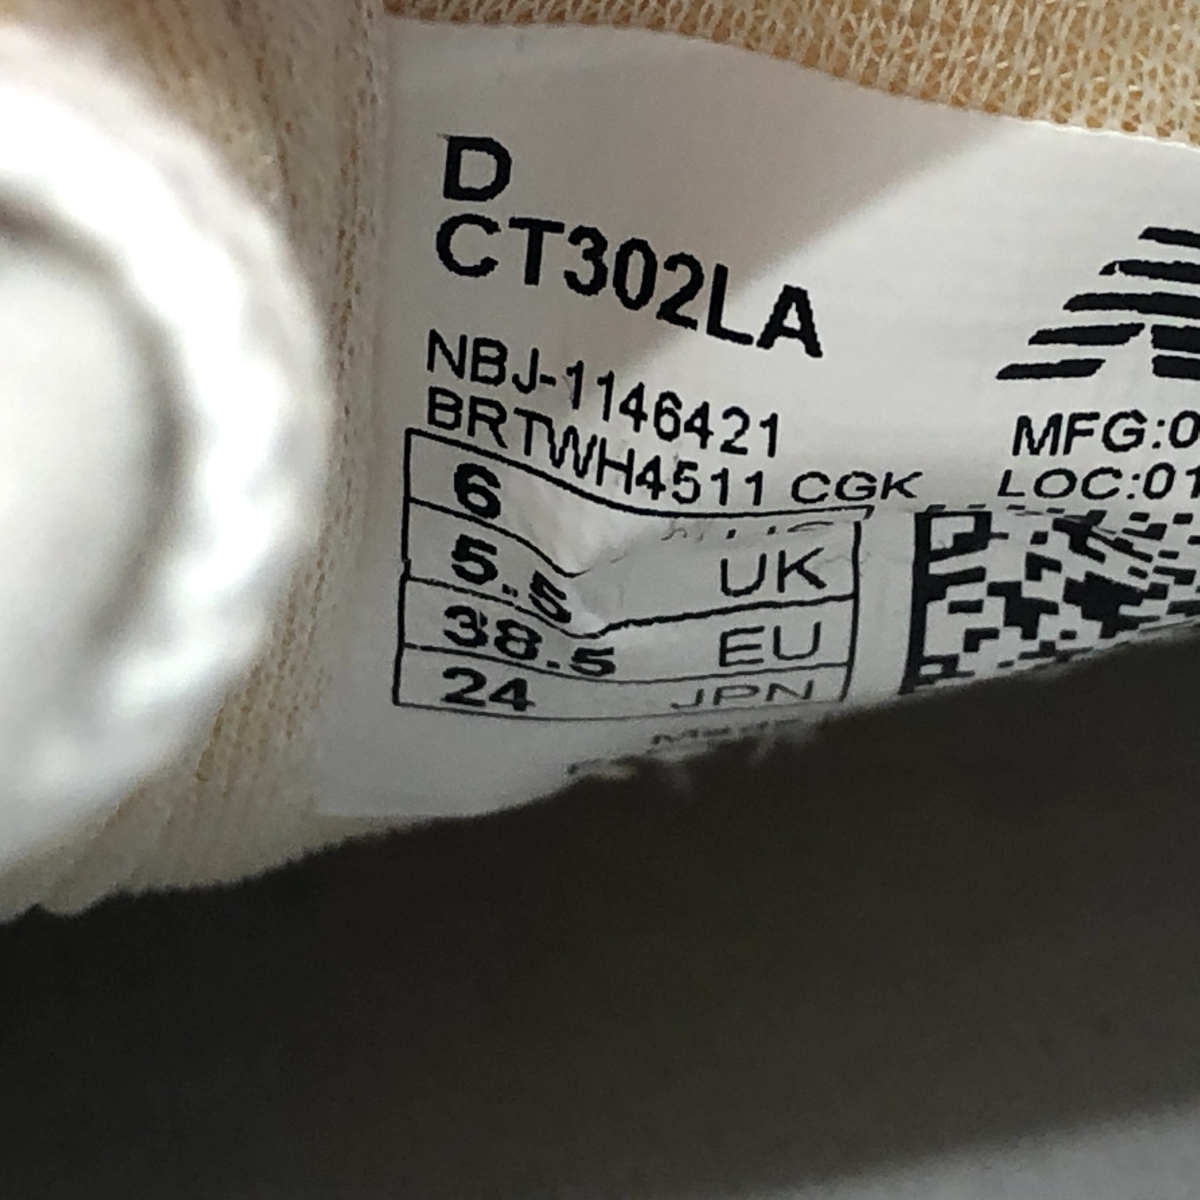 D
CT302LA
NBJ-1146421
BRTWH4511 CGK
MFG:0
LOC:01
6
5.5 UK
38.5 EU
24 JPN